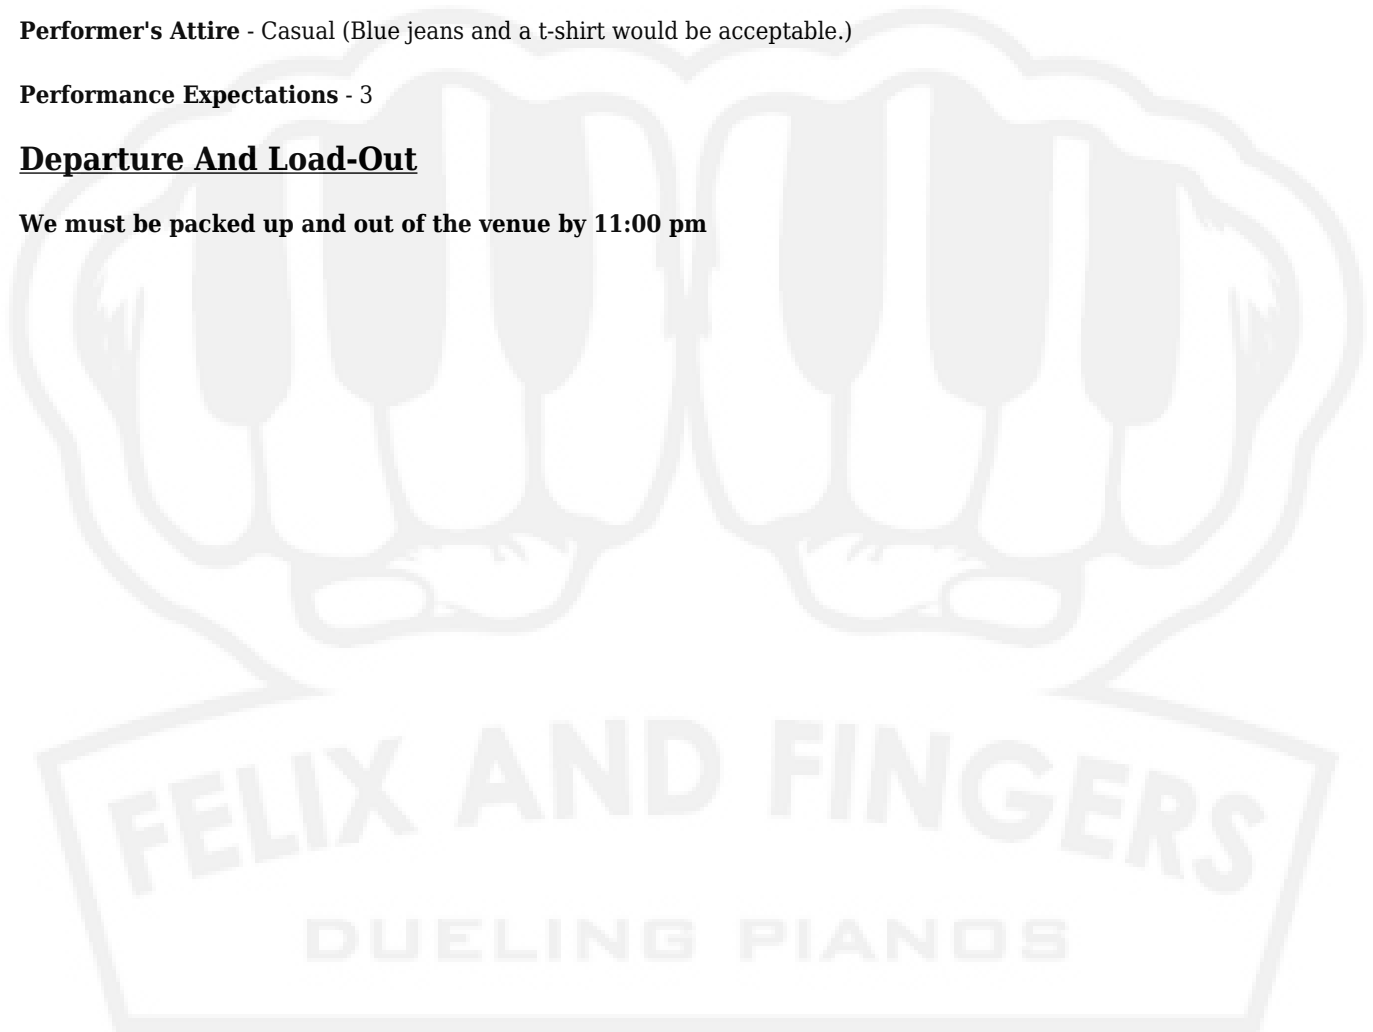 Performer's Attire - Casual (Blue jeans and a t-shirt would be acceptable.)
Performance Expectations - 3
Departure And Load-Out
We must be packed up and out of the venue by 11:00 pm
FELIX AND FINGERS
DUELING PIANOS